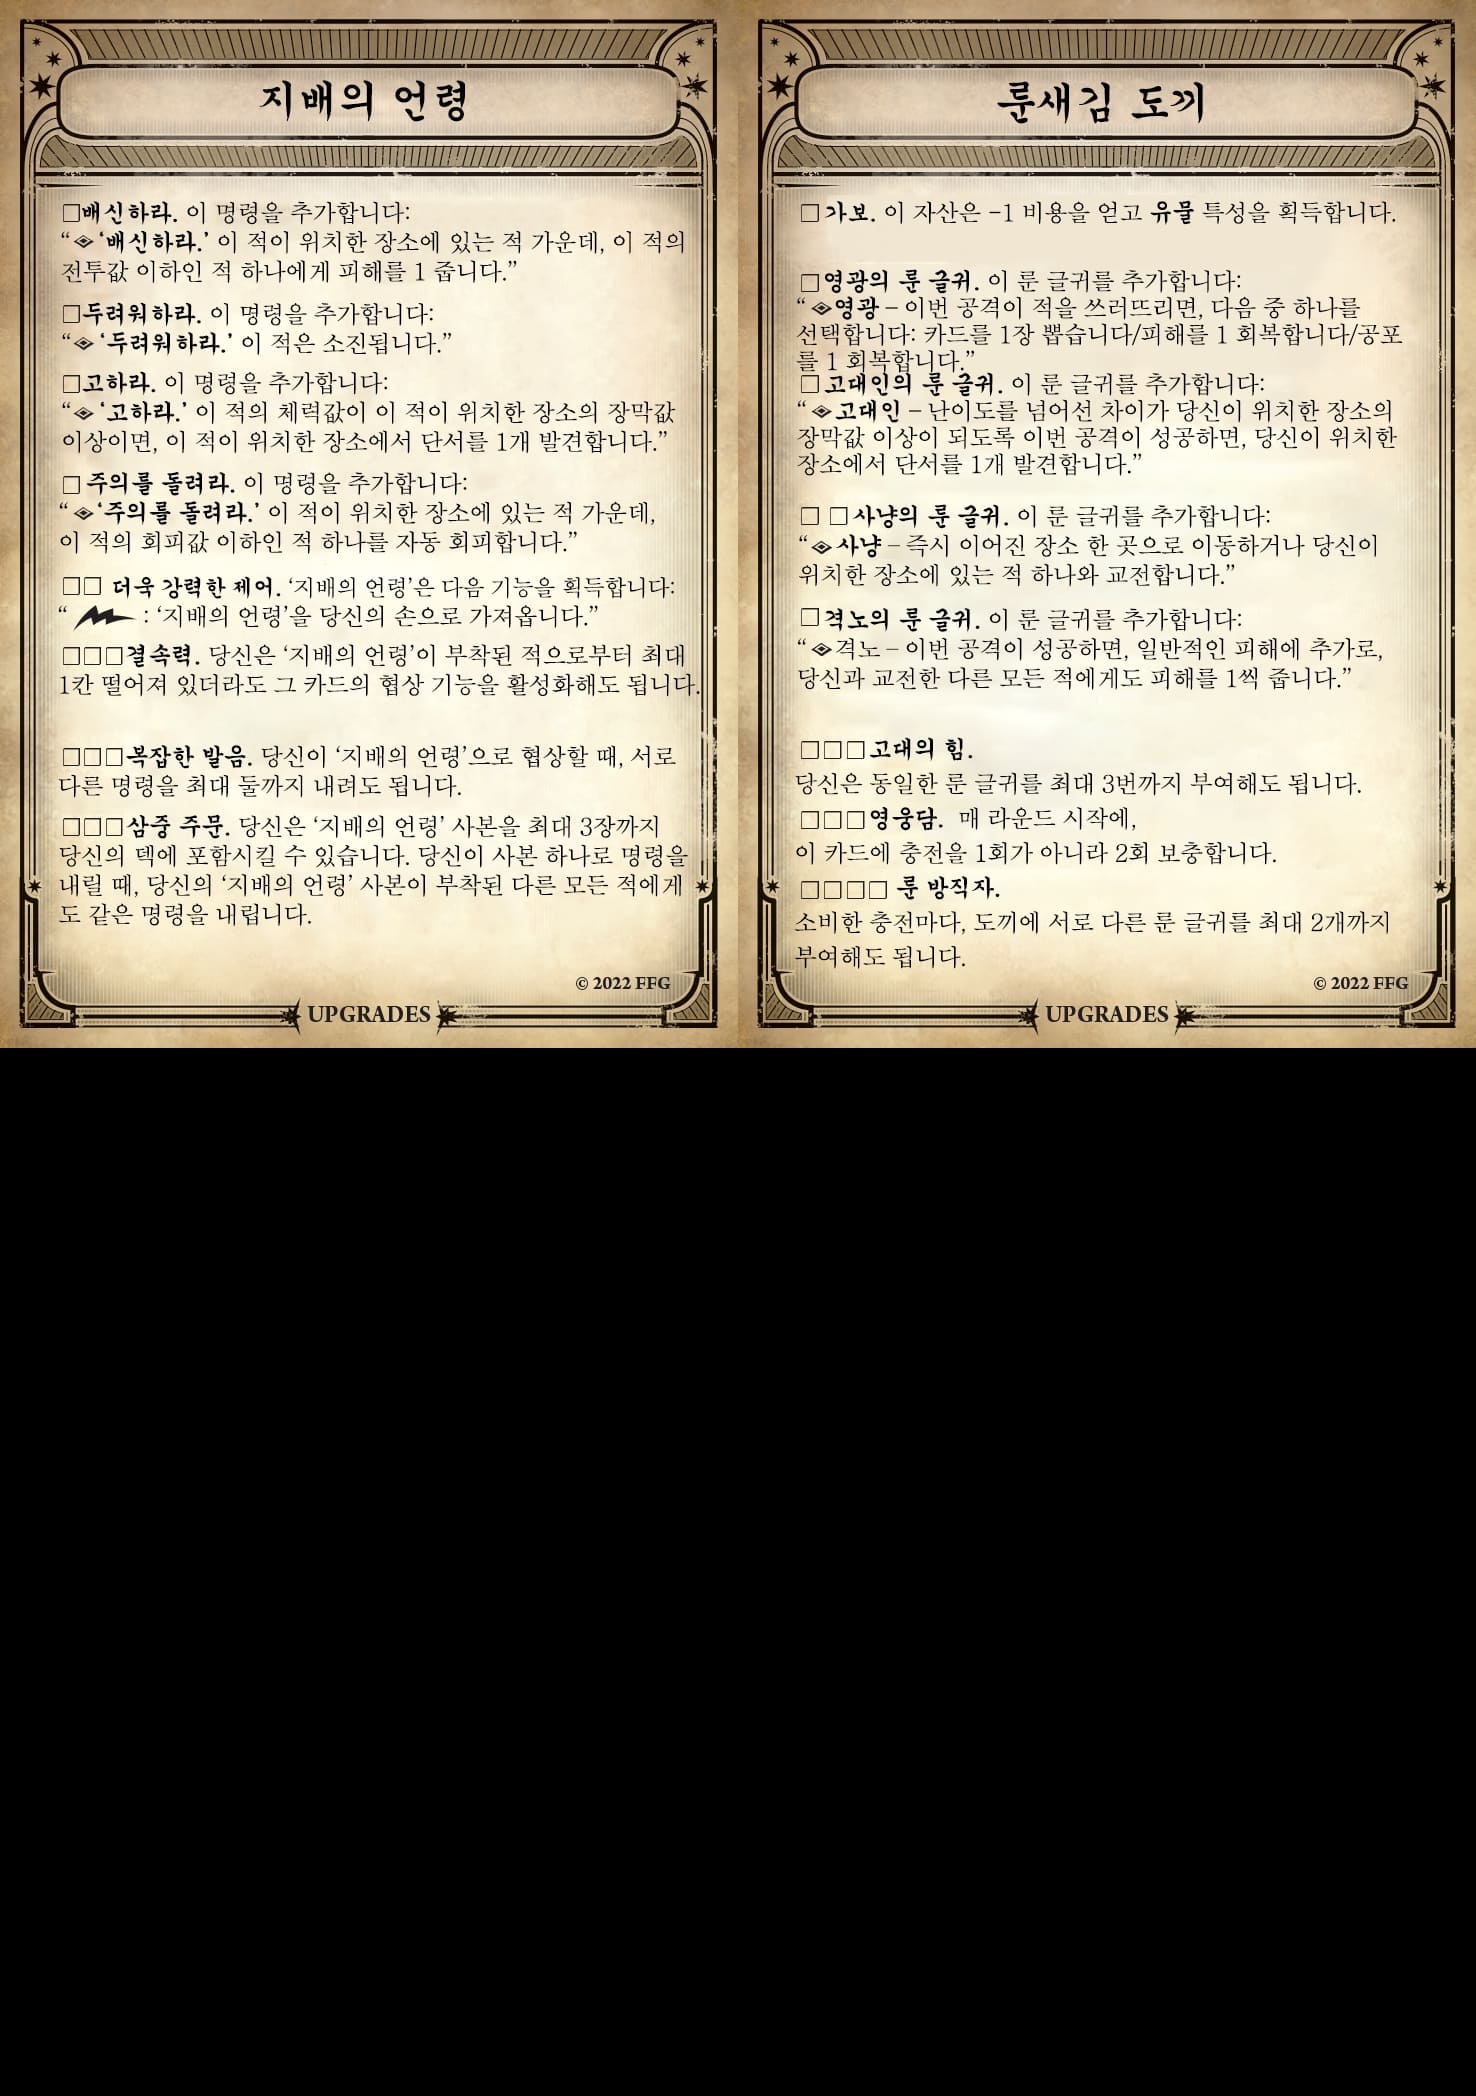 지배의 언령
□배신하라. 이 명령을 추가합니다:
“◈‘배신하라.’ 이 적이 위치한 장소에 있는 적 가운데, 이 적의
전투값 이하인 적 하나에게 피해를 1 줍니다.”
□두려워하라. 이 명령을 추가합니다:
“◈ ‘두려워하라.’ 이 적은 소진됩니다.”
□고하라. 이 명령을 추가합니다:
“◈ ‘고하라.’ 이 적의 체력값이 이 적이 위치한 장소의 장막값
이상이면, 이 적이 위치한 장소에서 단서를 1개 발견합니다.”
□ 주의를 돌려라. 이 명령을 추가합니다:
“ ◈‘주의를 돌려라.’ 이 적이 위치한 장소에 있는 적 가운데,
이 적의 회피값 이하인 적 하나를 자동 회피합니다.”
□□ 더욱 강력한 제어. ‘지배의 언령’은 다음 기능을 획득합니다:
“ : ‘지배의 언령’을 당신의 손으로 가져옵니다.”
□□□결속력. 당신은 ‘지배의 언령’이 부착된 적으로부터 최대
1칸 떨어져 있더라도 그 카드의 협상 기능을 활성화해도 됩니다.
□□□복잡한 발음. 당신이 ‘지배의 언령’으로 협상할 때, 서로
다른 명령을 최대 둘까지 내려도 됩니다.
□□□삼중 주문. 당신은 ‘지배의 언령’ 사본을 최대 3장까지
당신의 덱에 포함시킬 수 있습니다. 당신이 사본 하나로 명령을
내릴 때, 당신의 ‘지배의 언령’ 사본이 부착된 다른 모든 적에게
도 같은 명령을 내립니다.
© 2022 FFG
UPGRADES
룬새김 도끼
□ 가보. 이 자산은 -1 비용을 얻고 유물 특성을 획득합니다.
□영광의 룬 글귀. 이 룬 글귀를 추가합니다:
“ ◈영광 – 이번 공격이 적을 쓰러뜨리면, 다음 중 하나를
선택합니다: 카드를 1장 뽑습니다/피해를 1 회복합니다/공포
를 1 회복합니다.”
□ 고대인의 룬 글귀. 이 룬 글귀를 추가합니다:
“ ◈고대인 – 난이도를 넘어선 차이가 당신이 위치한 장소의
장막값 이상이 되도록 이번 공격이 성공하면, 당신이 위치한
장소에서 단서를 1개 발견합니다.”
□ □사냥의 룬 글귀. 이 룬 글귀를 추가합니다:
“ ◈사냥 – 즉시 이어진 장소 한 곳으로 이동하거나 당신이
위치한 장소에 있는 적 하나와 교전합니다.”
□격노의 룬 글귀. 이 룬 글귀를 추가합니다:
“ ◈격노 – 이번 공격이 성공하면, 일반적인 피해에 추가로,
당신과 교전한 다른 모든 적에게도 피해를 1씩 줍니다.”
□□□고대의 힘.
당신은 동일한 룬 글귀를 최대 3번까지 부여해도 됩니다.
□□□영웅담. 매 라운드 시작에,
이 카드에 충전을 1회가 아니라 2회 보충합니다.
□□□□ 룬 방직자.
소비한 충전마다, 도끼에 서로 다른 룬 글귀를 최대 2개까지
부여해도 됩니다.
© 2022 FFG
UPGRADES